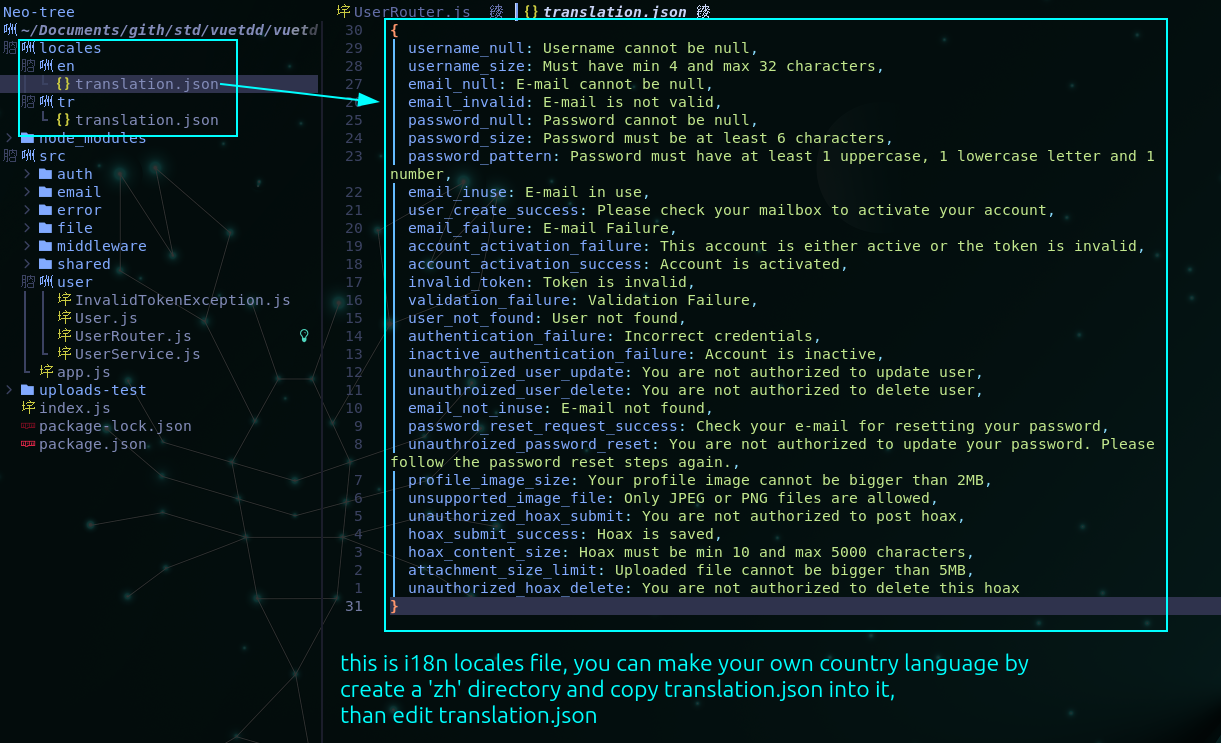 Neo-tree
UserRouter.js
{} translation.json
~/Documents/gith/std/vuetdd/vuetd
locales
en
{} translation.json
tr
{} translation.json
node_modules
src
auth
email
error
file
middleware
shared
user
InvalidTokenException.js
User.js
UserRouter.js
UserService.js
app.js
uploads-test
index.js
package-lock.json
package.json
30 {
29 username_null: Username cannot be null,
28 username_size: Must have min 4 and max 32 characters,
27 email_null: E-mail cannot be null,
26 email_invalid: E-mail is not valid,
25 password_null: Password cannot be null,
24 password_size: Password must be at least 6 characters,
23 password_pattern: Password must have at least 1 uppercase, 1 lowercase letter and 1
number,
22 email_inuse: E-mail in use,
21 user_create_success: Please check your mailbox to activate your account,
20 email_failure: E-mail Failure,
19 account_activation_failure: This account is either active or the token is invalid,
18 account_activation_success: Account is activated,
17 invalid_token: Token is invalid,
16 validation_failure: Validation Failure,
15 user_not_found: User not found,
14 authentication_failure: Incorrect credentials,
13 inactive_authentication_failure: Account is inactive,
12 unauthroized_user_update: You are not authorized to update user,
11 unauthroized_user_delete: You are not authorized to delete user,
10 email_not_inuse: E-mail not found,
9 password_reset_request_success: Check your e-mail for resetting your password,
8 unauthroized_password_reset: You are not authorized to update your password. Please
follow the password reset steps again.,
7 profile_image_size: Your profile image cannot be bigger than 2MB,
6 unsupported_image_file: Only JPEG or PNG files are allowed,
5 unauthorized_hoax_submit: You are not authorized to post hoax,
4 hoax_submit_success: Hoax is saved,
3 hoax_content_size: Hoax must be min 10 and max 5000 characters,
2 attachment_size_limit: Uploaded file cannot be bigger than 5MB,
1 unauthorized_hoax_delete: You are not authorized to delete this hoax
31 }
this is i18n locales file, you can make your own country language by
create a 'zh' directory and copy translation.json into it,
than edit translation.json